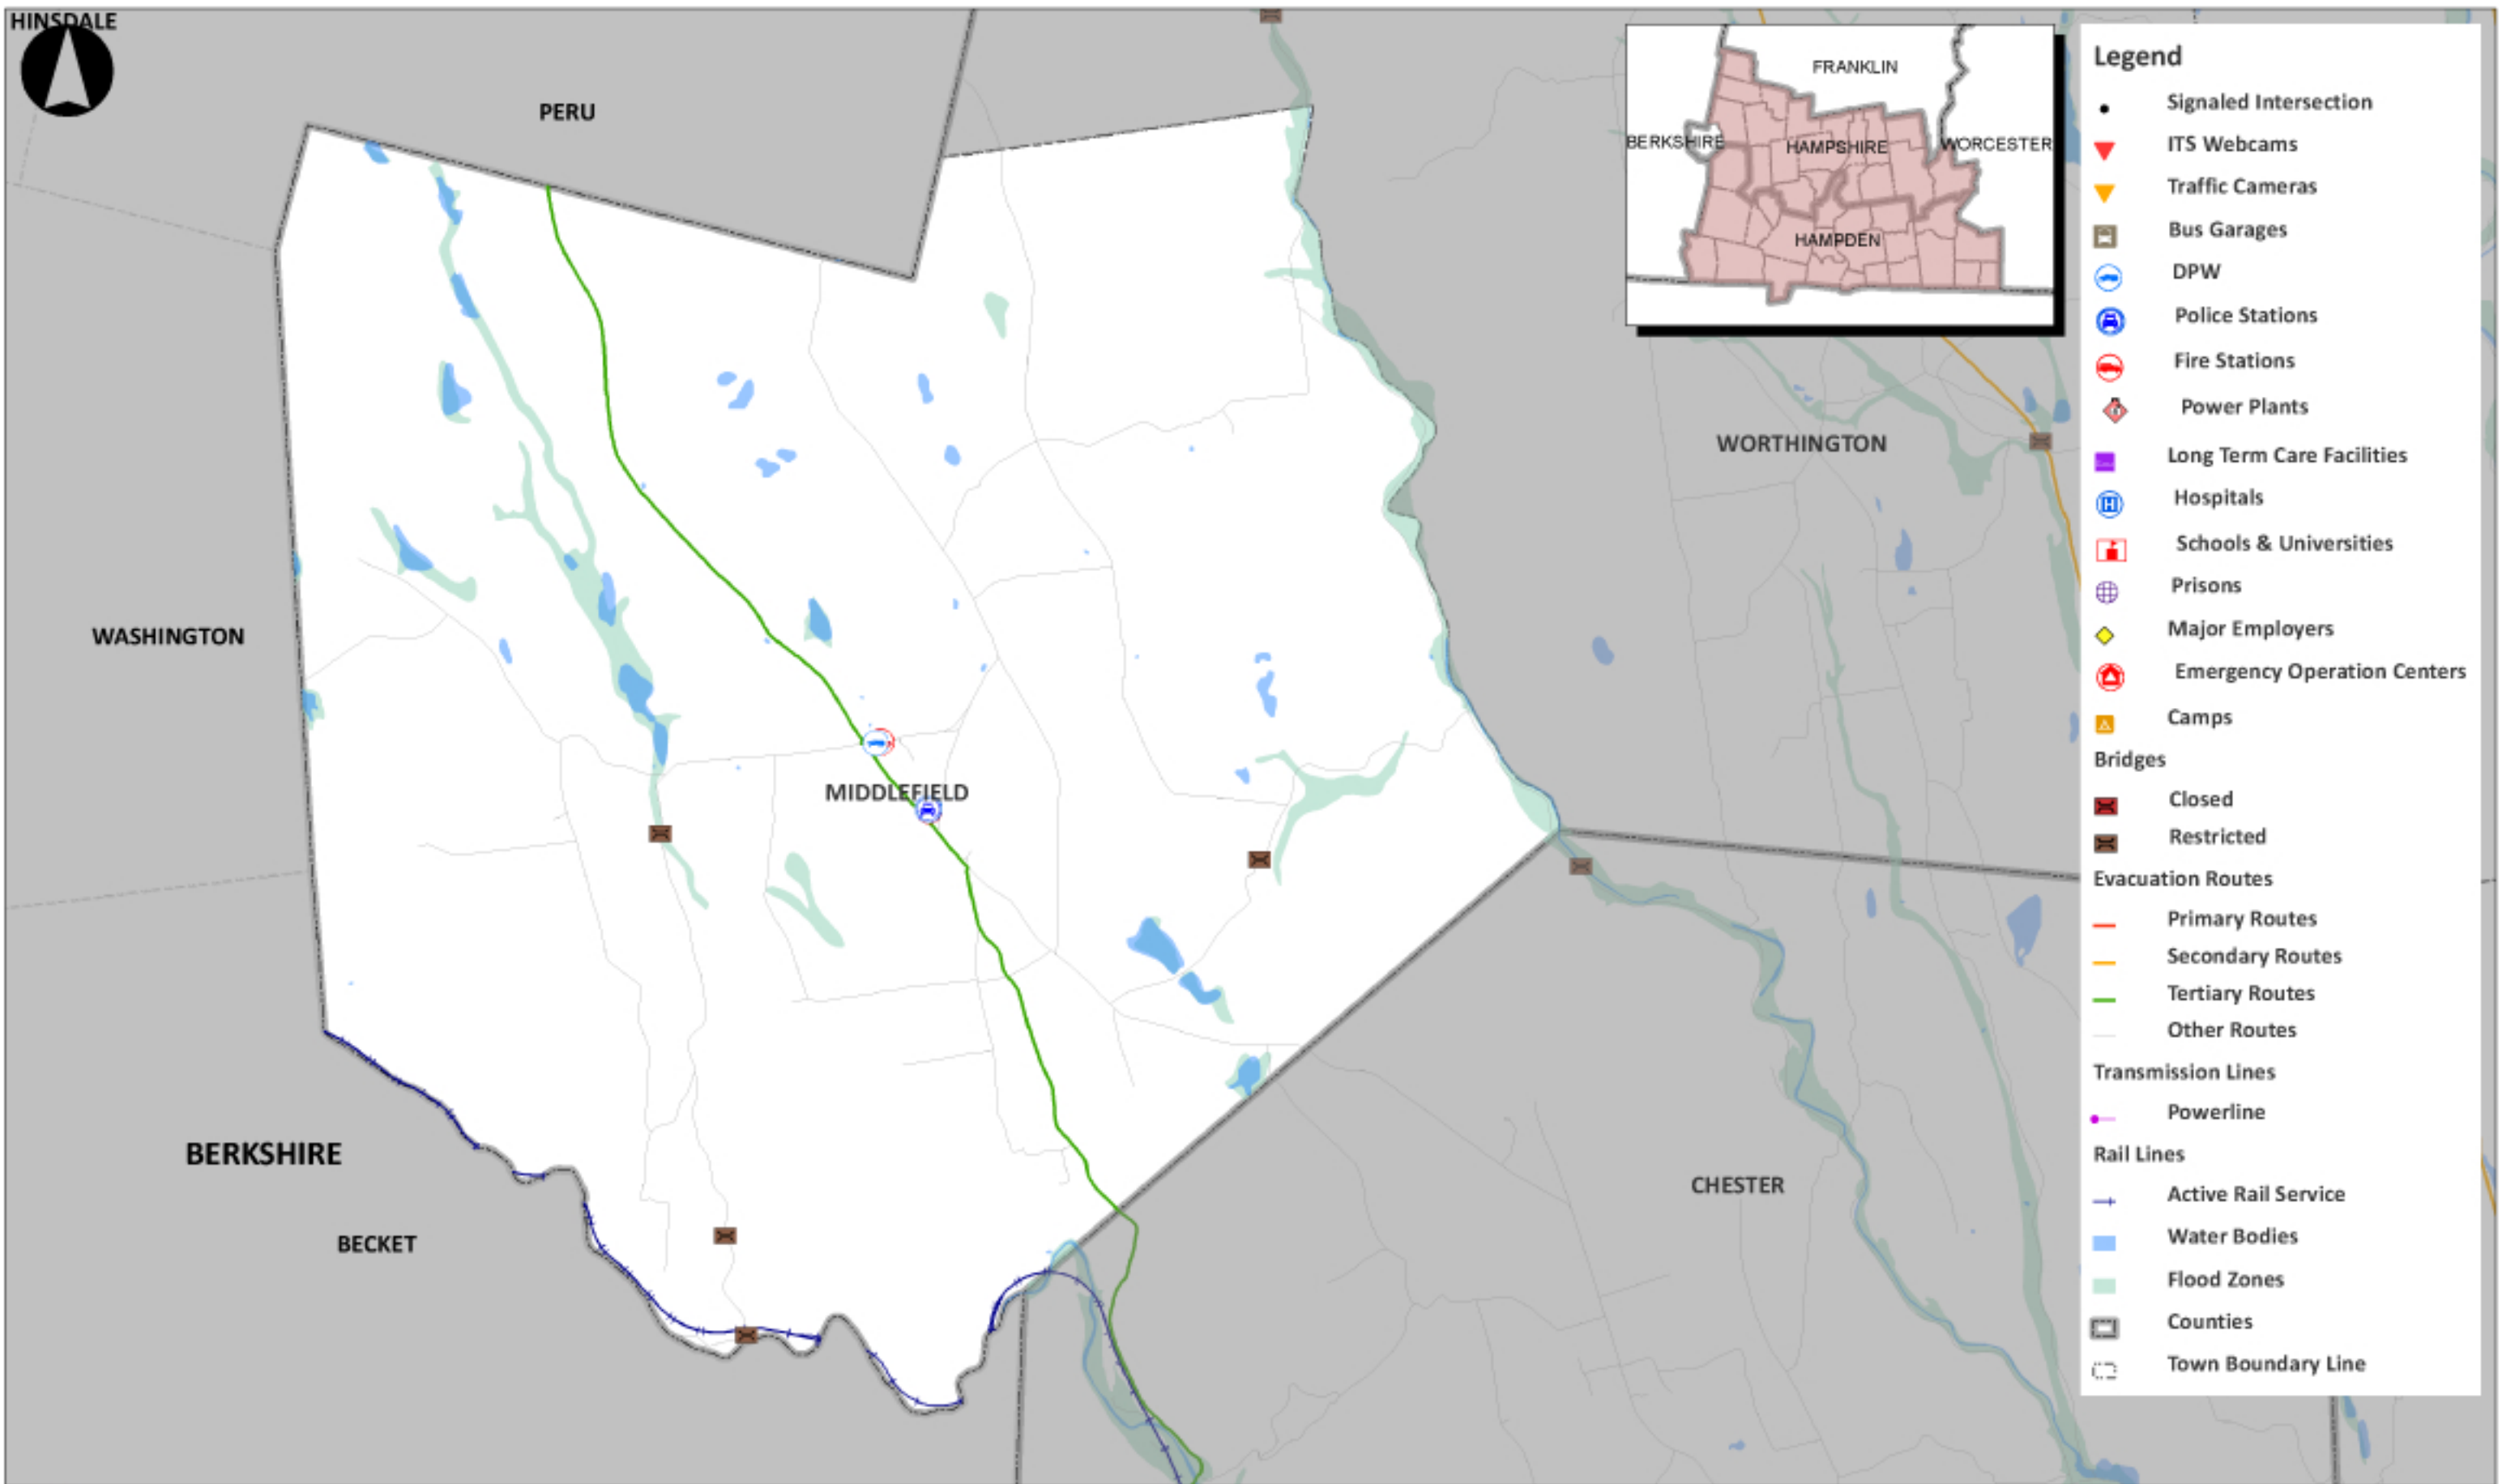 HINSDALE
PERU
WASHINGTON
MIDDLEFIELD
WORTHINGTON
BERKSHIRE
BECKET
CHESTER
FRANKLIN
BERKSHIRE
HAMPSHIRE
WORCESTER
HAMPDEN
Legend
Signaled Intersection
ITS Webcams
Traffic Cameras
Bus Garages
DPW
Police Stations
Fire Stations
Power Plants
Long Term Care Facilities
H Hospitals
Schools & Universities
Prisons
Major Employers
Emergency Operation Centers
Camps
Bridges
Closed
Restricted
Evacuation Routes
Primary Routes
Secondary Routes
Tertiary Routes
Other Routes
Transmission Lines
Powerline
Rail Lines
Active Rail Service
Water Bodies
Flood Zones
Counties
Town Boundary Line